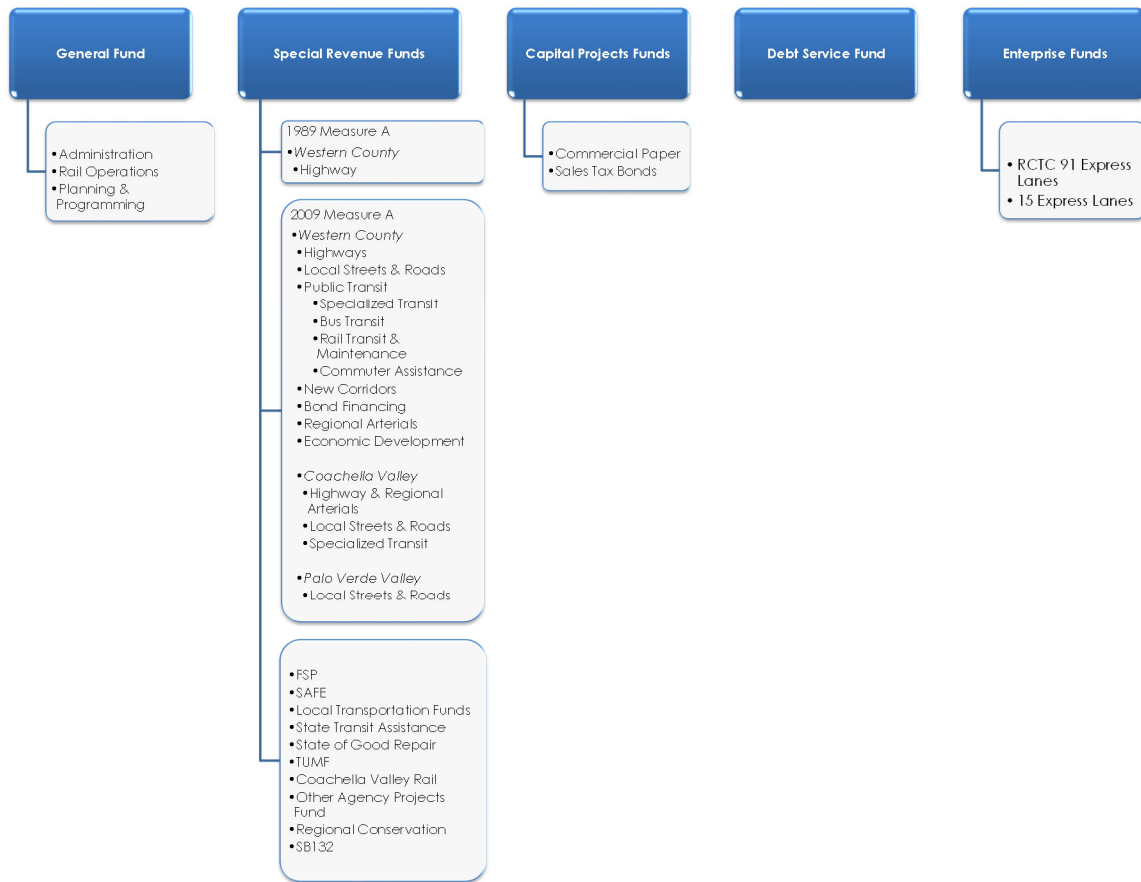 General Fund
• Administration
• Rail Operations
• Planning &
Programming
Special Revenue Funds
1989 Measure A
• Western County
• Highway
2009 Measure A
• Western County
• Highways
• Local Streets & Roads
• Public Transit
• Specialized Transit
• Bus Transit
• Rail Transit &
Maintenance
• Commuter Assistance
• New Corridors
• Bond Financing
• Regional Arterials
• Economic Development
• Coachella Valley
• Highway & Regional
Arterials
• Local Streets & Roads
• Specialized Transit
• Palo Verde Valley
• Local Streets & Roads
• FSP
• SAFE
• Local Transportation Funds
• State Transit Assistance
• State of Good Repair
• TUMF
• Coachella Valley Rail
• Other Agency Projects
Fund
• Regional Conservation
• SB132
Capital Projects Funds
• Commercial Paper
• Sales Tax Bonds
Debt Service Fund
Enterprise Funds
• RCTC 91 Express
Lanes
• 15 Express Lanes